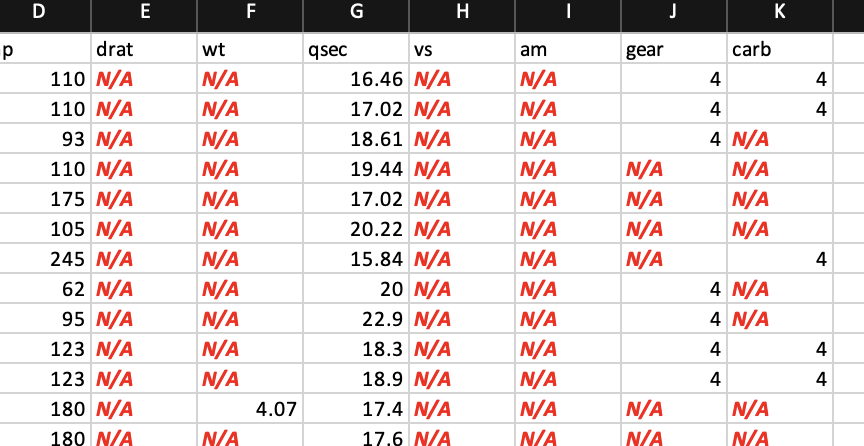 D E F G H I J K
p drat wt qsec vs am gear carb
110 N/A N/A 16.46 N/A N/A 4 4
110 N/A N/A 17.02 N/A N/A 4 4
93 N/A N/A 18.61 N/A N/A 4 N/A
110 N/A N/A 19.44 N/A N/A N/A N/A
175 N/A N/A 17.02 N/A N/A N/A N/A
105 N/A N/A 20.22 N/A N/A N/A N/A
245 N/A N/A 15.84 N/A N/A N/A 4
62 N/A N/A 20 N/A N/A 4 N/A
95 N/A N/A 22.9 N/A N/A 4 N/A
123 N/A N/A 18.3 N/A N/A 4 4
123 N/A N/A 18.9 N/A N/A 4 4
180 N/A 4.07 17.4 N/A N/A N/A N/A
180 N/A N/A 17.6 N/A N/A N/A N/A